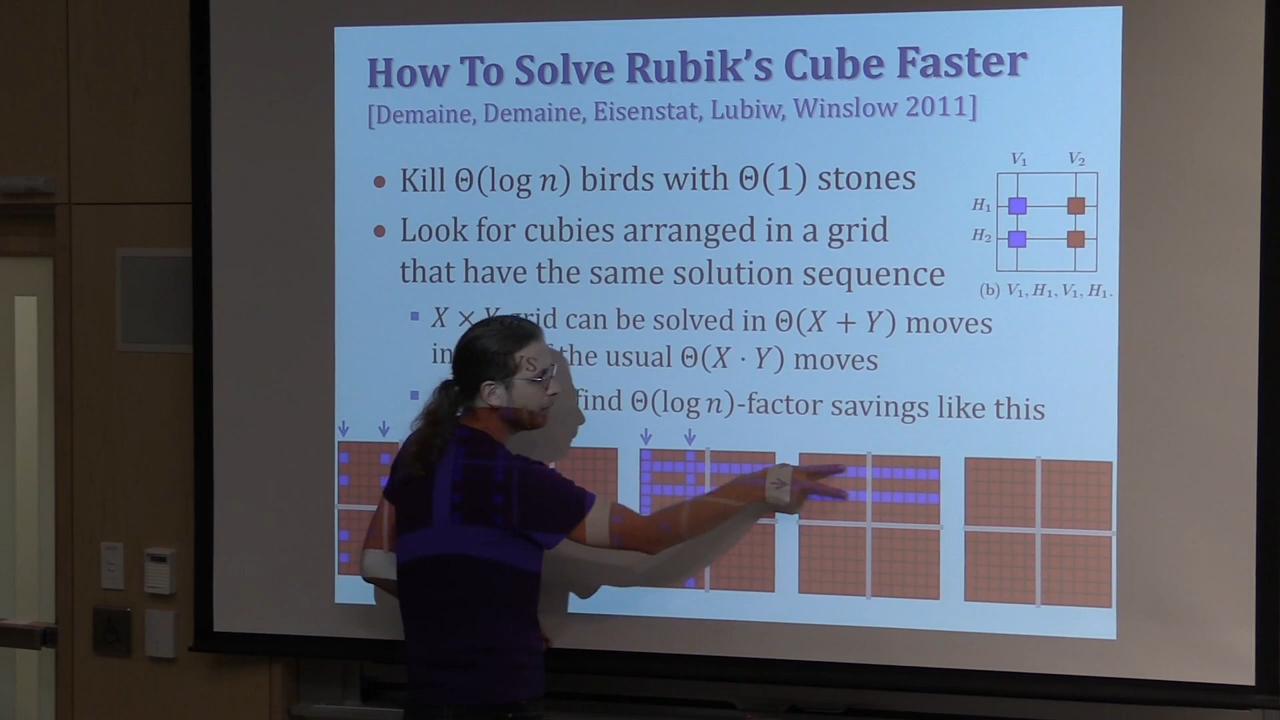 How To Solve Rubik's Cube Faster
[Demaine, Demaine, Eisenstat, Lubiw, Winslow 2011]
• Kill Θ(log n) birds with Θ(1) stones
• Look for cubies arranged in a grid
that have the same solution sequence
▪ X × Y grid can be solved in Θ(X + Y) moves
the usual Θ(X · Y) moves
▪ find Θ(log n)-factor savings like this
V₁ V₂
H₁
H₂
(b) V₁, H₁, V₁, H₁.